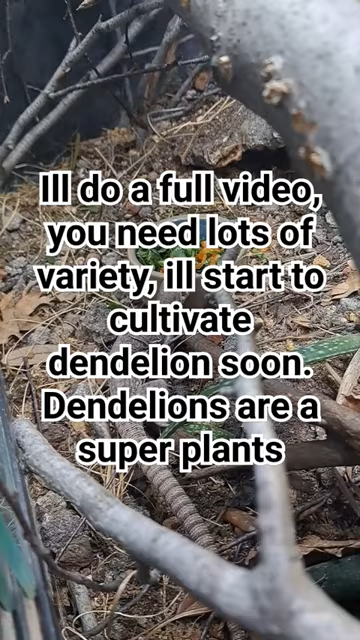 Ill do a full video,
you need lots of
variety, ill start to
cultivate
dendelion soon.
Dendelions are a
super plants